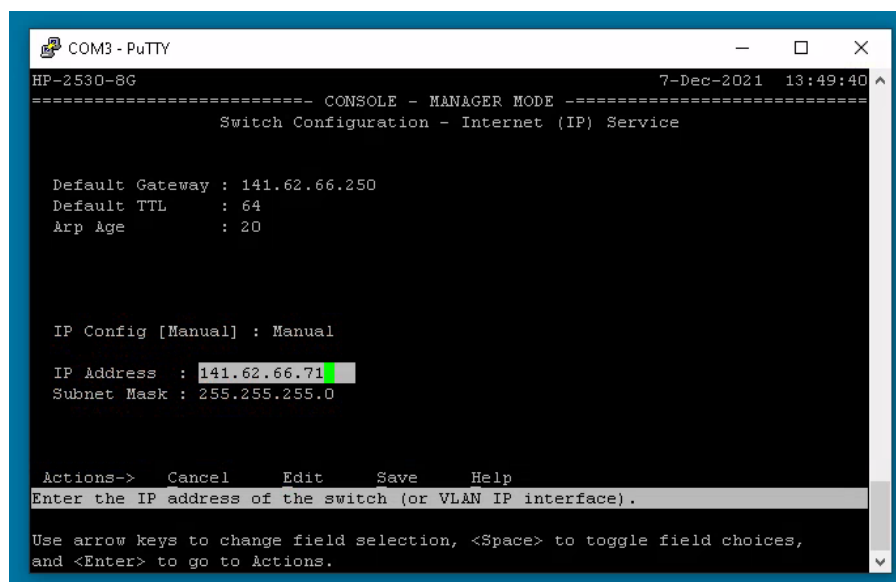 COM3 - PuTTY
HP-2530-8G 7-Dec-2021 13:49:40
===========================- CONSOLE - MANAGER MODE -============================
Switch Configuration - Internet (IP) Service
Default Gateway : 141.62.66.250
Default TTL : 64
Arp Age : 20
IP Config [Manual] : Manual
IP Address : 141.62.66.71
Subnet Mask : 255.255.255.0
Actions-> Cancel Edit Save Help
Enter the IP address of the switch (or VLAN IP interface).
Use arrow keys to change field selection, <Space> to toggle field choices,
and <Enter> to go to Actions.